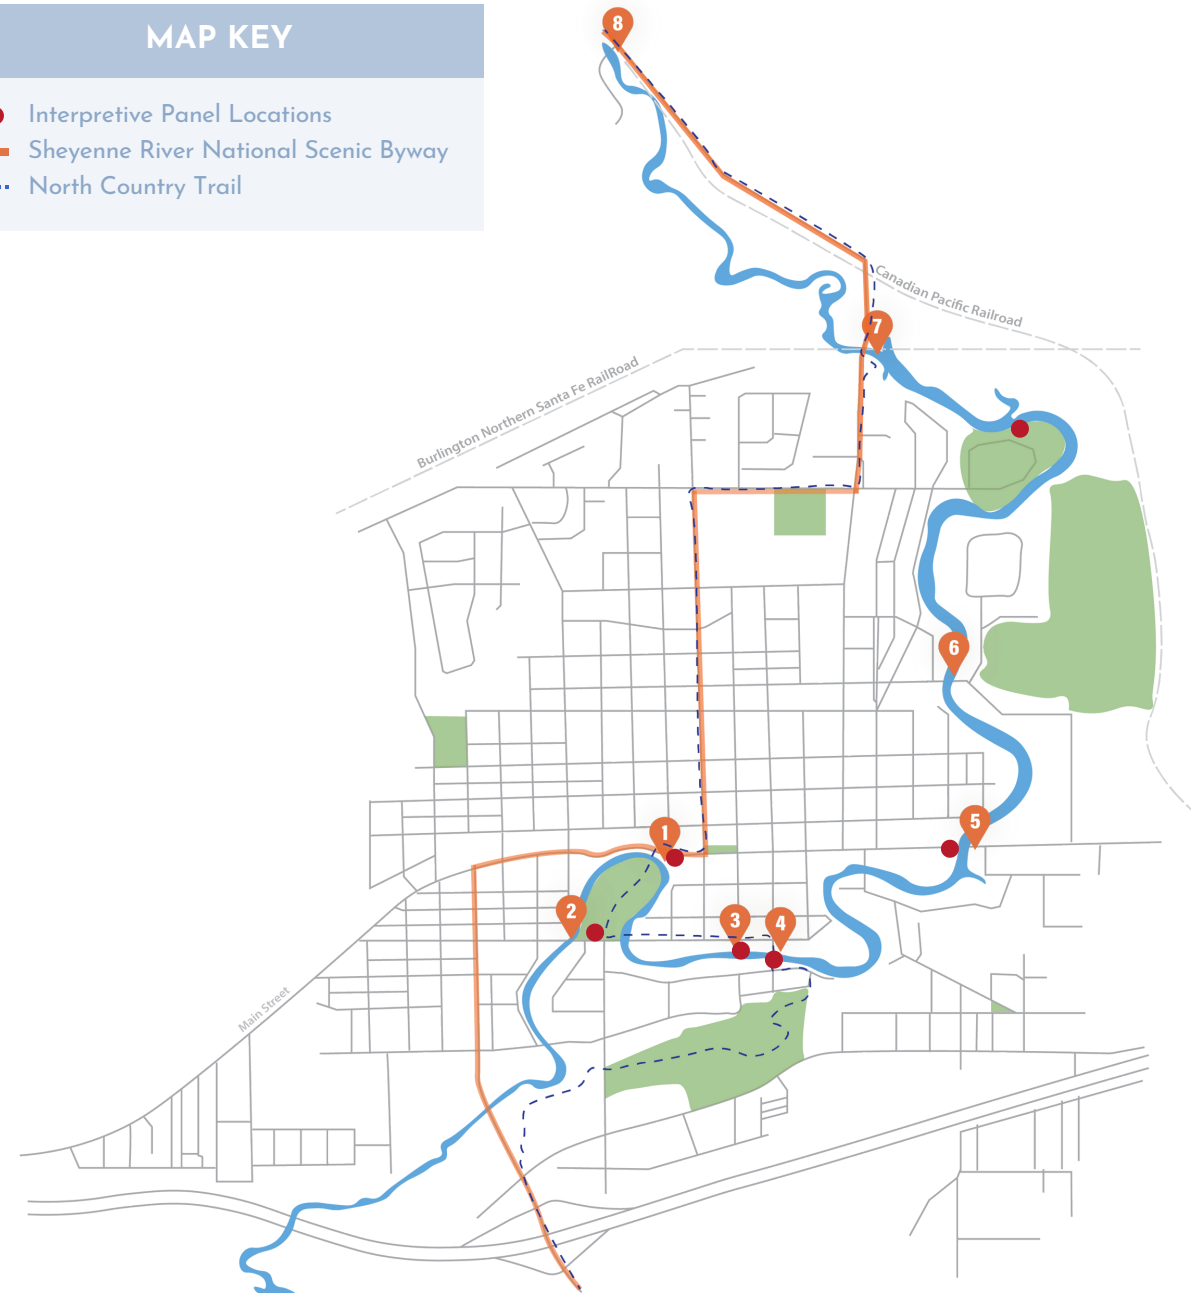 MAP KEY
Interpretive Panel Locations
Sheyenne River National Scenic Byway
North Country Trail
8
Canadian Pacific Railroad
7
Burlington Northern Santa Fe RailRoad
6
5
1
2
3
4
Main Street